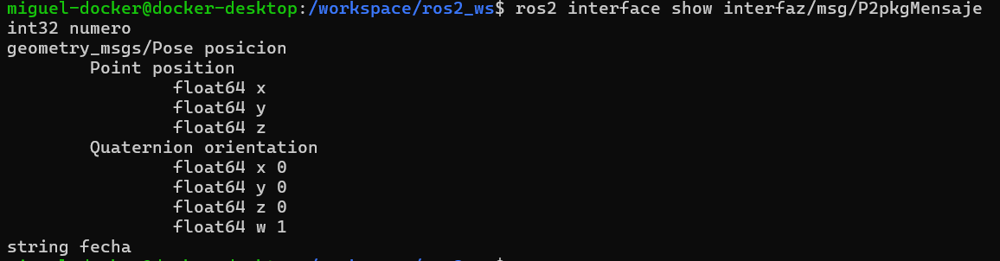 miguel-docker@docker-desktop:/workspace/ros2_ws$ ros2 interface show interfaz/msg/P2pkgMensaje
int32 numero
geometry_msgs/Pose posicion
        Point position
                float64 x
                float64 y
                float64 z
        Quaternion orientation
                float64 x 0
                float64 y 0
                float64 z 0
                float64 w 1
string fecha